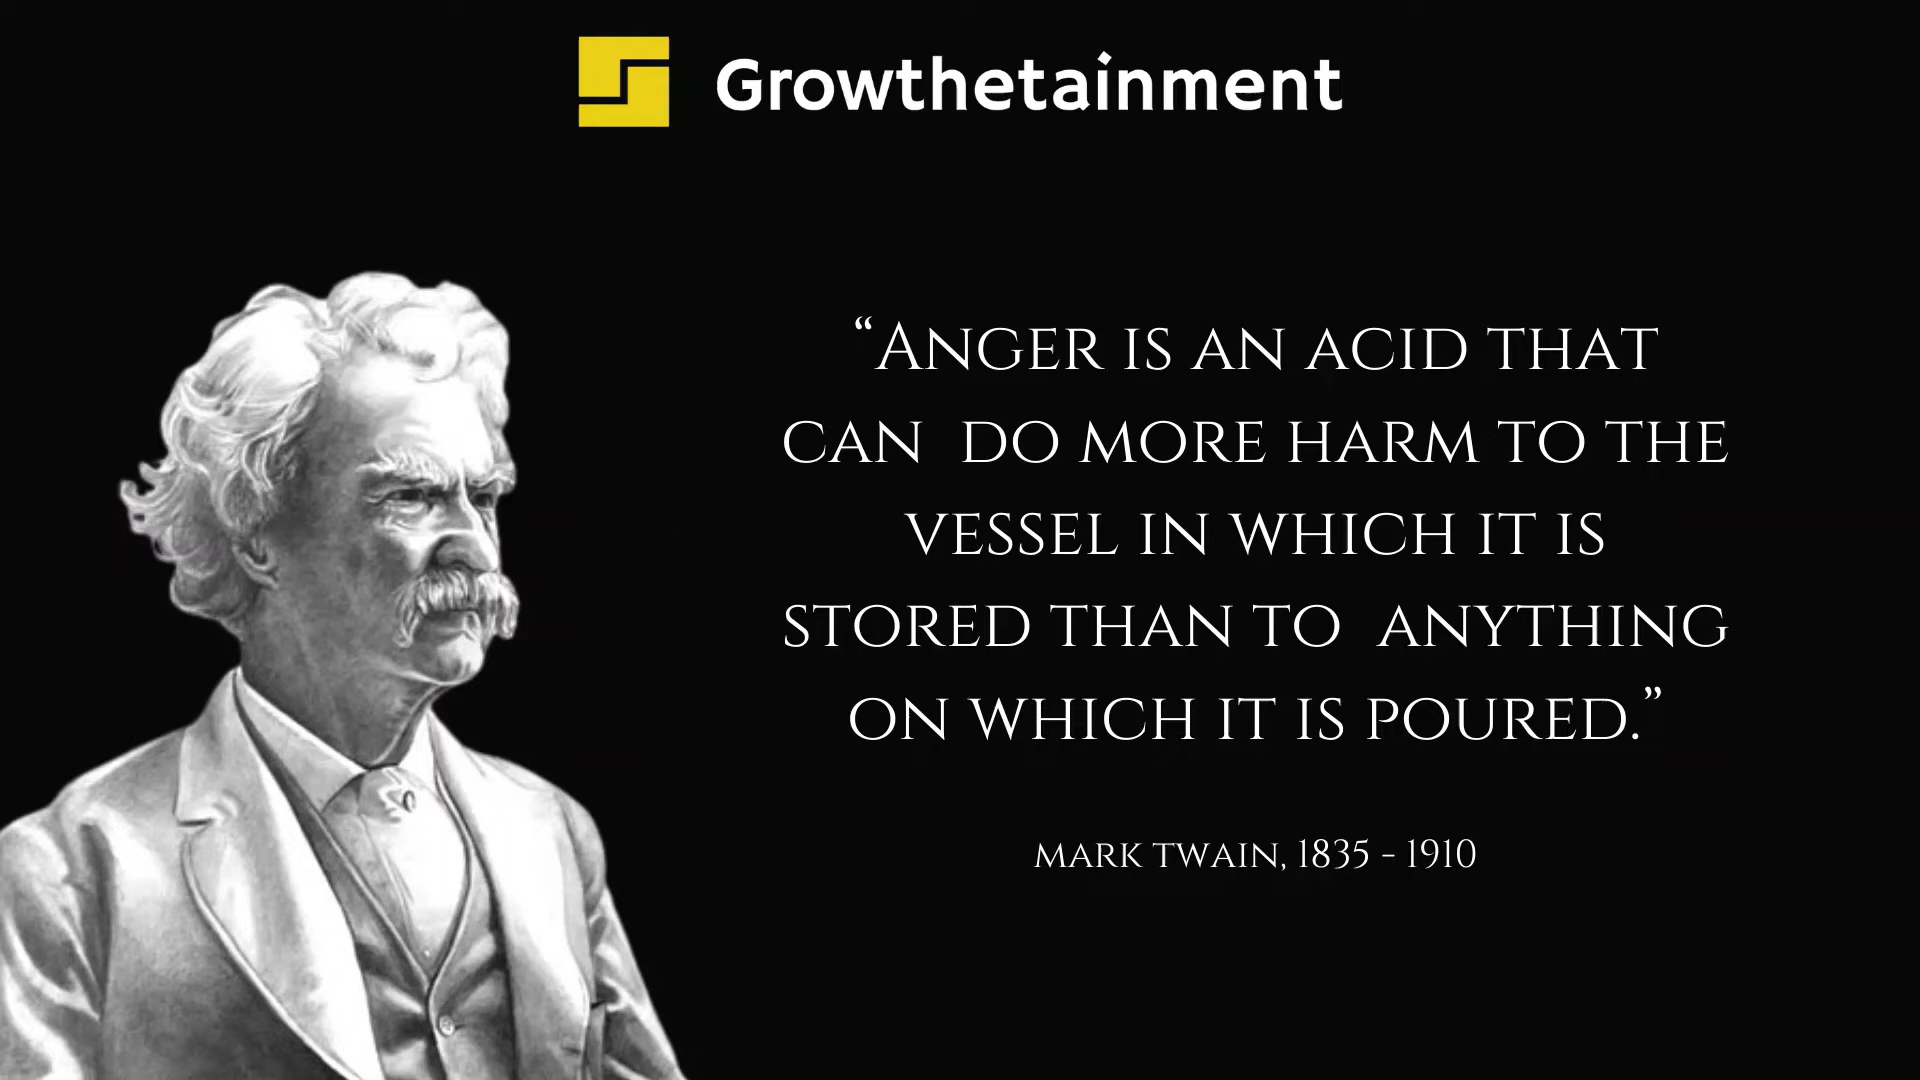 Growthetainment
“Anger is an acid that
can do more harm to the
vessel in which it is
stored than to anything
on which it is poured.”
mark twain, 1835 - 1910